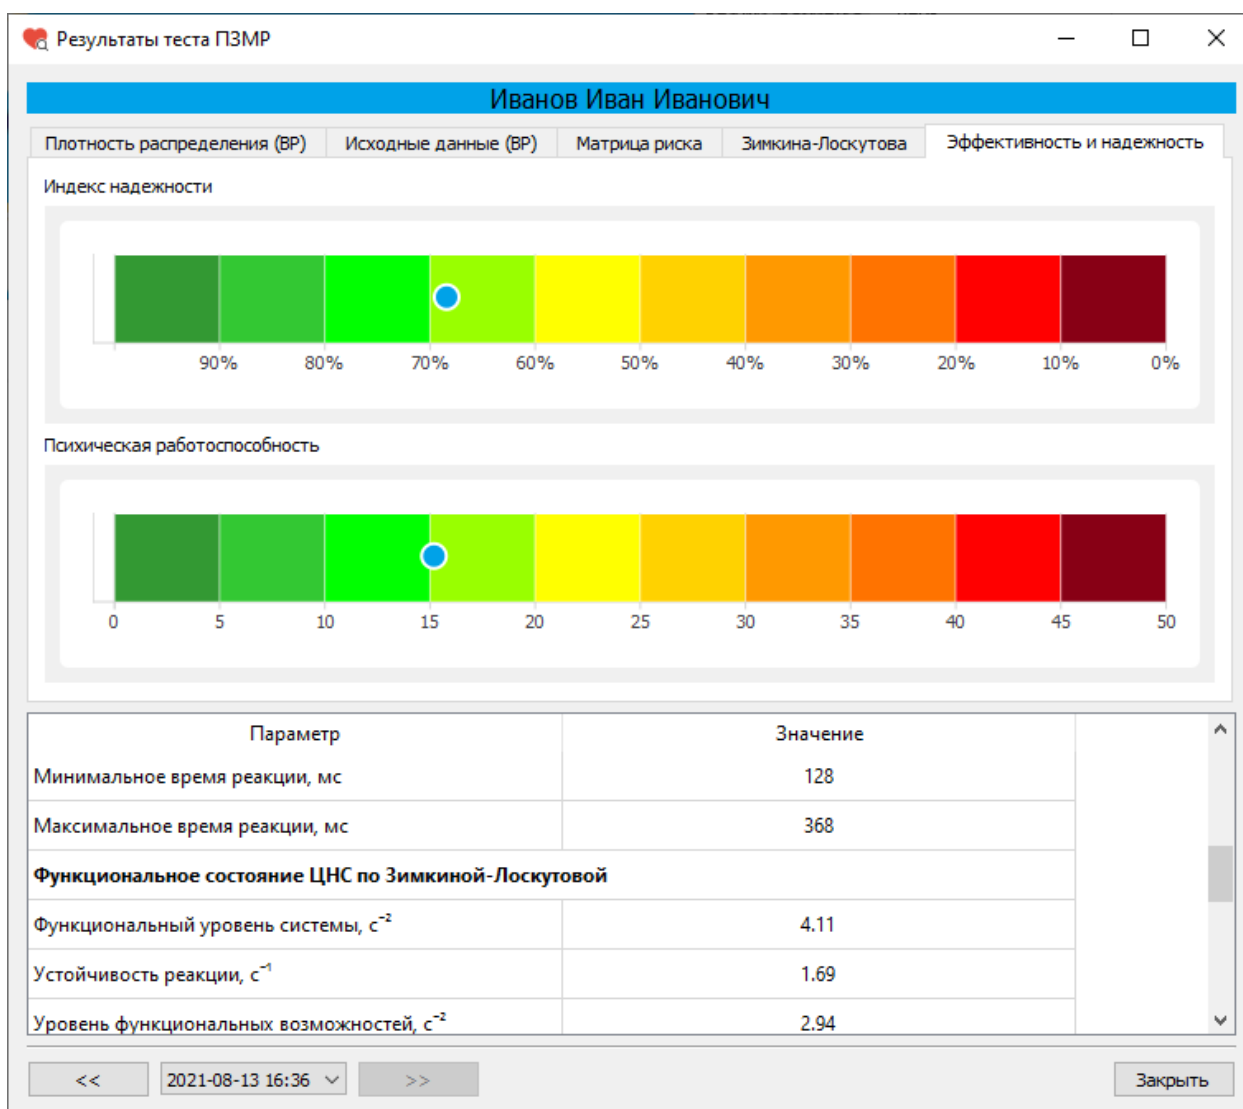 Результаты теста ПЗМР
Иванов Иван Иванович
Плотность распределения (ВР) Исходные данные (ВР) Матрица риска Зимкина-Лоскутова Эффективность и надежность
Индекс надежности
90% 80% 70% 60% 50% 40% 30% 20% 10% 0%
Психическая работоспособность
0 5 10 15 20 25 30 35 40 45 50
Параметр Значение
Минимальное время реакции, мс 128
Максимальное время реакции, мс 368
Функциональное состояние ЦНС по Зимкиной-Лоскутовой
Функциональный уровень системы, с⁻² 4.11
Устойчивость реакции, с⁻¹ 1.69
Уровень функциональных возможностей, с⁻² 2.94
<< 2021-08-13 16:36 >> Закрыть